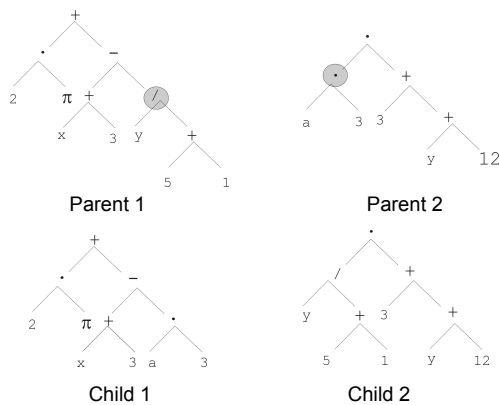 + ·
· − · +
2 π + / a 3 3 +
x 3 y + y 12
5 1
Parent 1 Parent 2
+ ·
· − / +
2 π + · y + 3 +
x 3 a 3 5 1 y 12
Child 1 Child 2